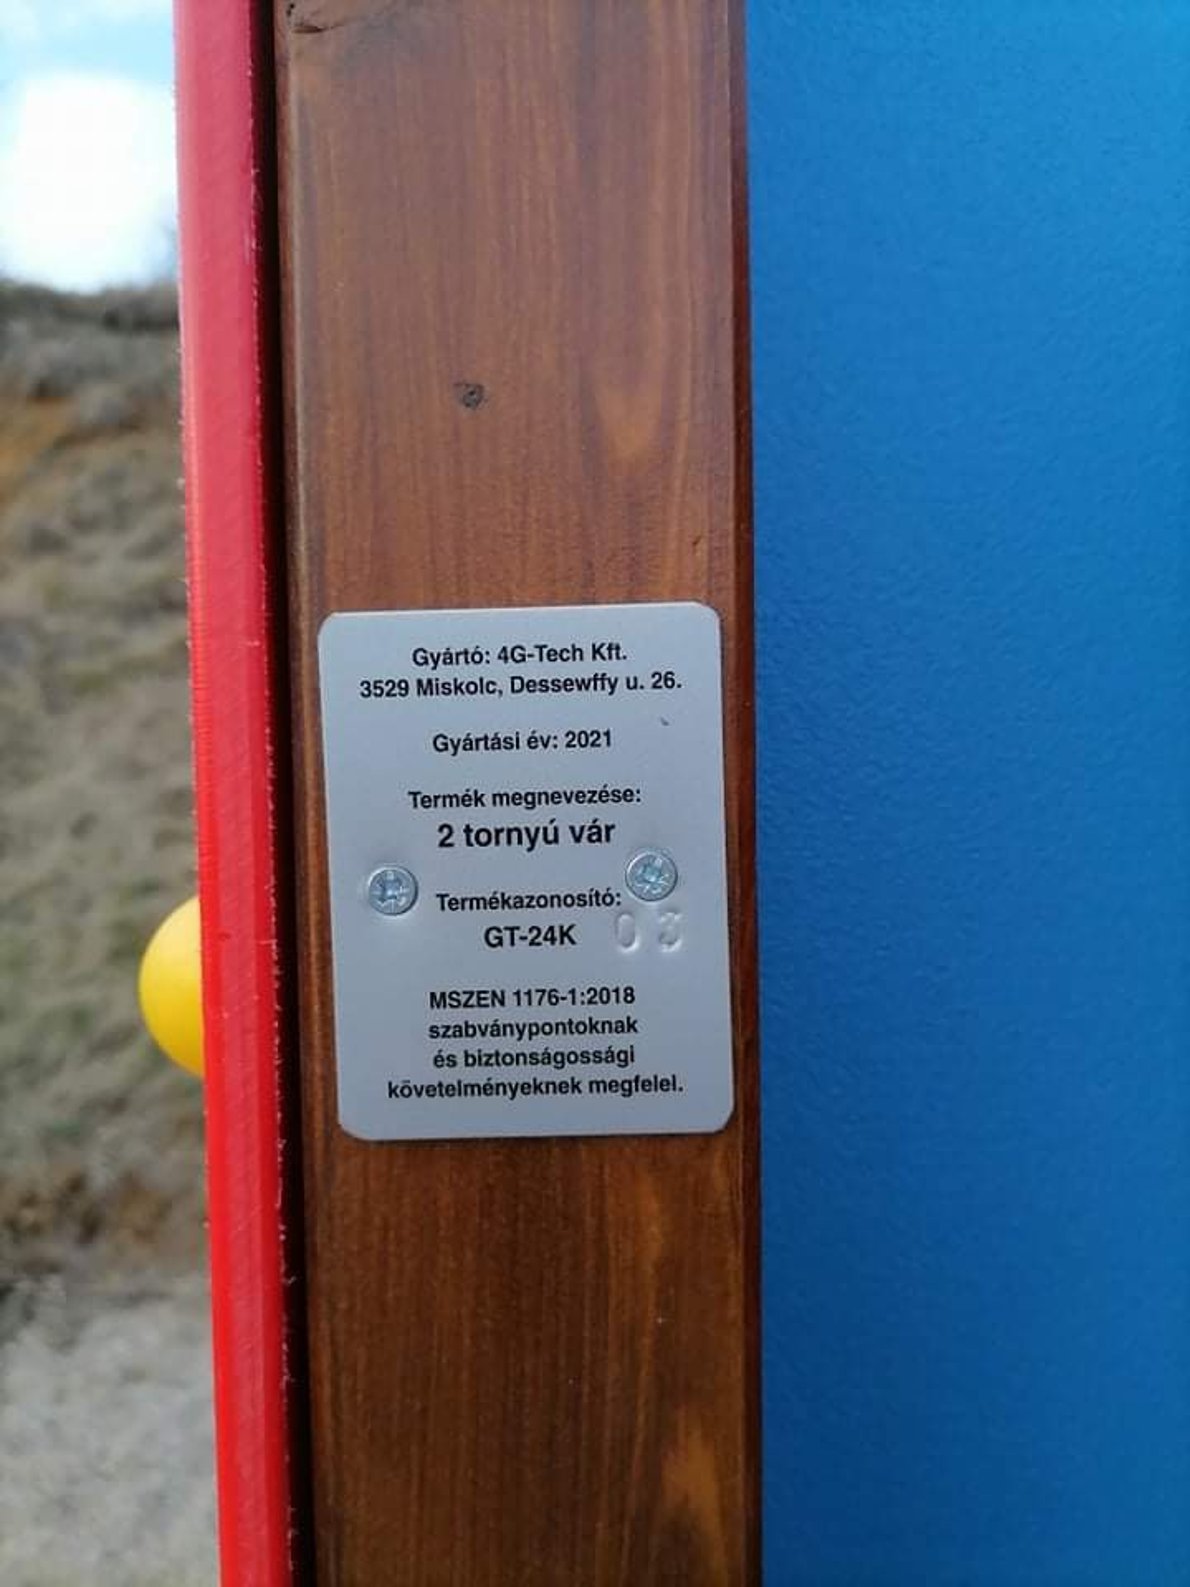 Gyártó: 4G-Tech Kft.
3529 Miskolc, Dessewffy u. 26.
Gyártási év: 2021
Termék megnevezése:
2 tornyú vár
Termékazonosító:
GT-24K 03
MSZEN 1176-1:2018
szabványpontoknak
és biztonságossági
követelményeknek megfelel.